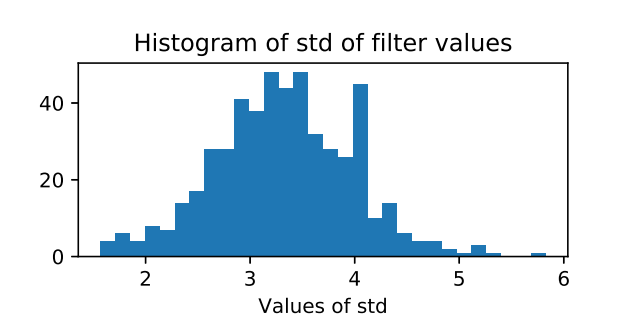 Histogram of std of filter values
40
20
0
2 3 4 5 6
Values of std